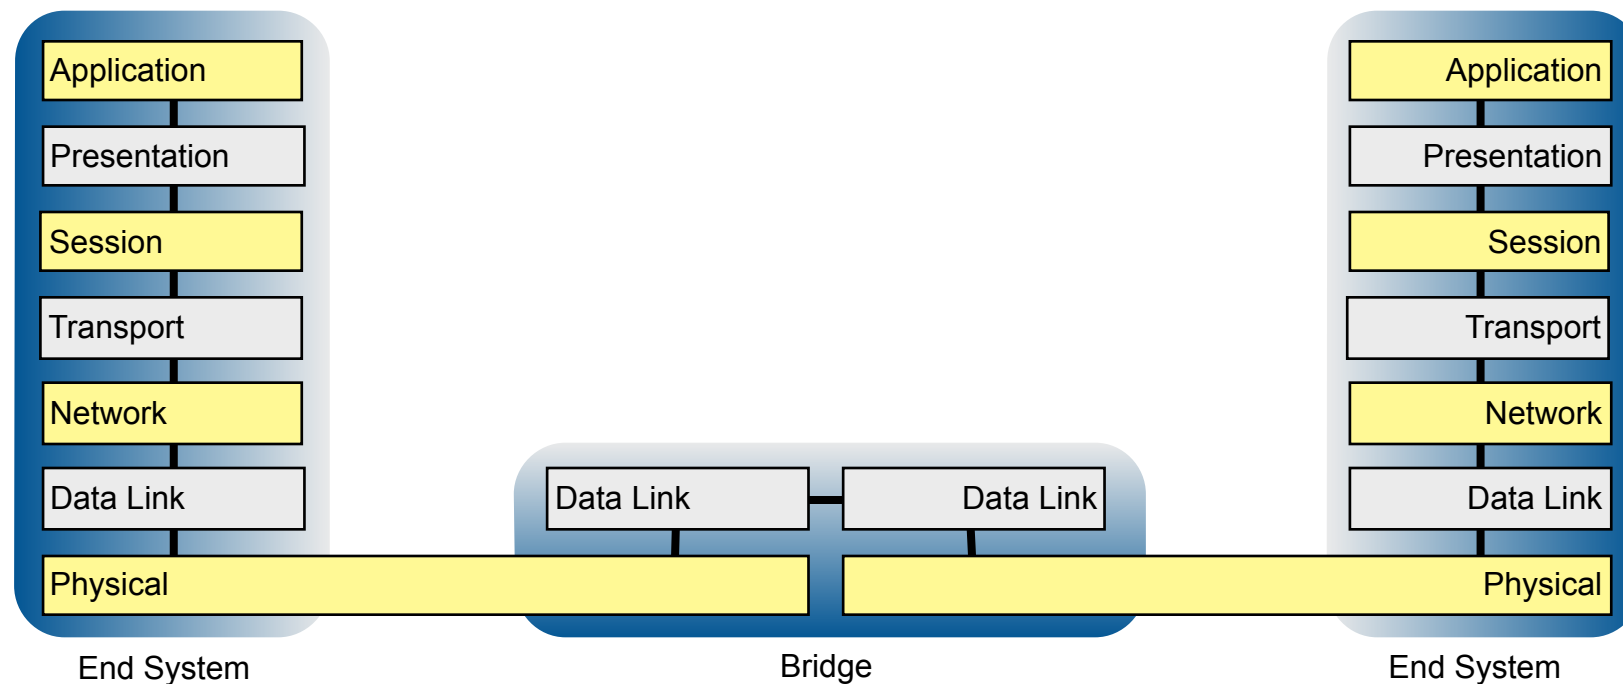 Application
Presentation
Session
Transport
Network
Data Link
Physical
End System
Data Link
Data Link
Bridge
Application
Presentation
Session
Transport
Network
Data Link
Physical
End System